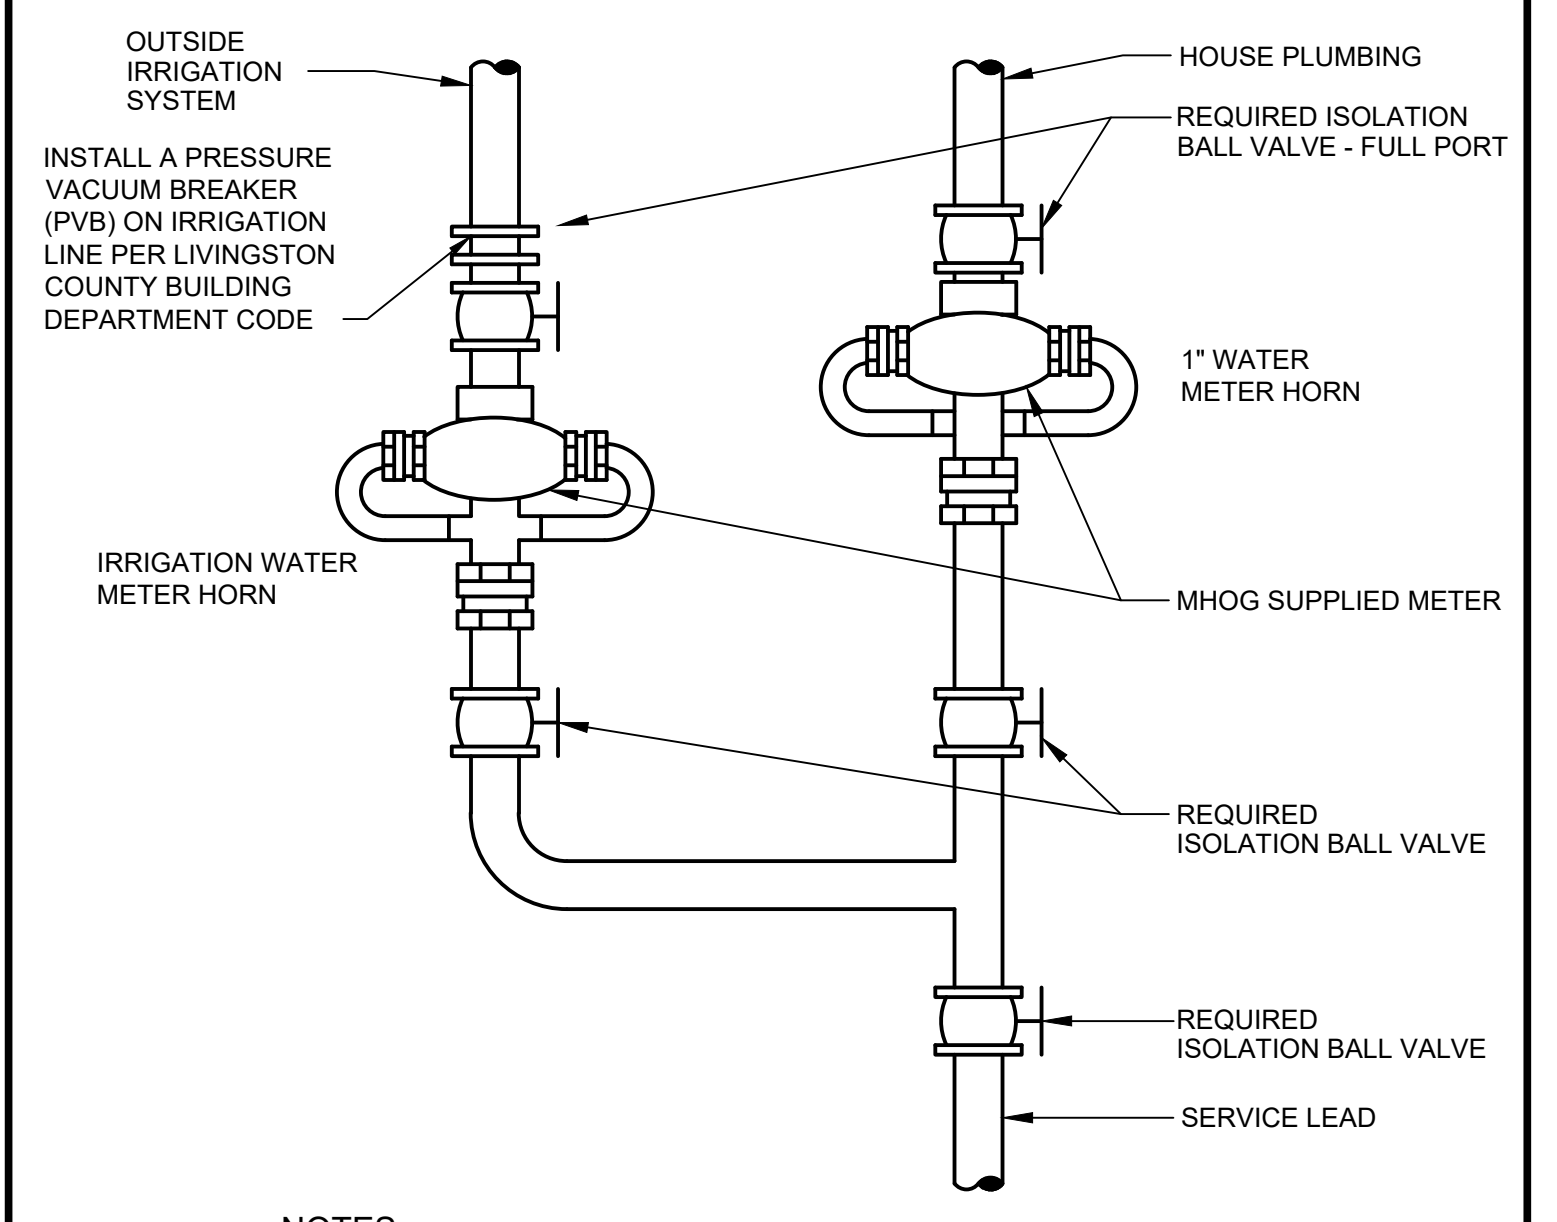 OUTSIDE
IRRIGATION
SYSTEM
INSTALL A PRESSURE
VACUUM BREAKER
(PVB) ON IRRIGATION
LINE PER LIVINGSTON
COUNTY BUILDING
DEPARTMENT CODE
HOUSE PLUMBING
REQUIRED ISOLATION
BALL VALVE - FULL PORT
1" WATER
METER HORN
IRRIGATION WATER
METER HORN
MHOG SUPPLIED METER
REQUIRED
ISOLATION BALL VALVE
REQUIRED
ISOLATION BALL VALVE
SERVICE LEAD
NOTES